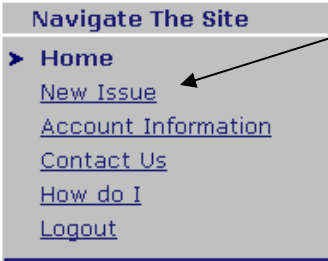 Navigate The Site
Home
New Issue
Account Information
Contact Us
How do I
Logout